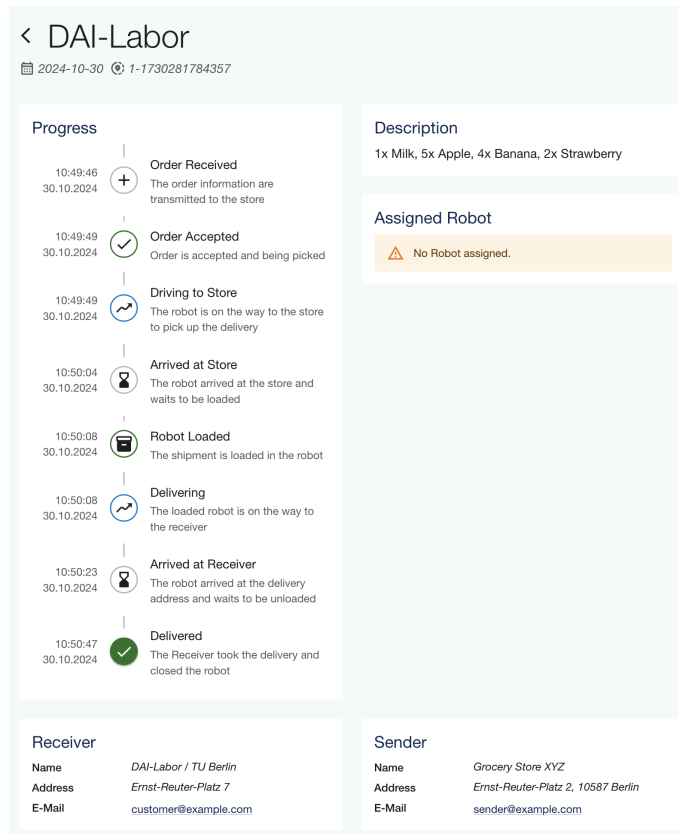 DAI-Labor
2024-10-30 1-1730281784357
Progress
10:49:46
30.10.2024
Order Received
The order information are
transmitted to the store
10:49:49
30.10.2024
Order Accepted
Order is accepted and being picked
10:49:49
30.10.2024
Driving to Store
The robot is on the way to the store
to pick up the delivery
10:50:04
30.10.2024
Arrived at Store
The robot arrived at the store and
waits to be loaded
10:50:08
30.10.2024
Robot Loaded
The shipment is loaded in the robot
10:50:08
30.10.2024
Delivering
The loaded robot is on the way to
the receiver
10:50:23
30.10.2024
Arrived at Receiver
The robot arrived at the delivery
address and waits to be unloaded
10:50:47
30.10.2024
Delivered
The Receiver took the delivery and
closed the robot
Description
1x Milk, 5x Apple, 4x Banana, 2x Strawberry
Assigned Robot
No Robot assigned.
Receiver
Name DAI-Labor / TU Berlin
Address Ernst-Reuter-Platz 7
E-Mail customer@example.com
Sender
Name Grocery Store XYZ
Address Ernst-Reuter-Platz 2, 10587 Berlin
E-Mail sender@example.com